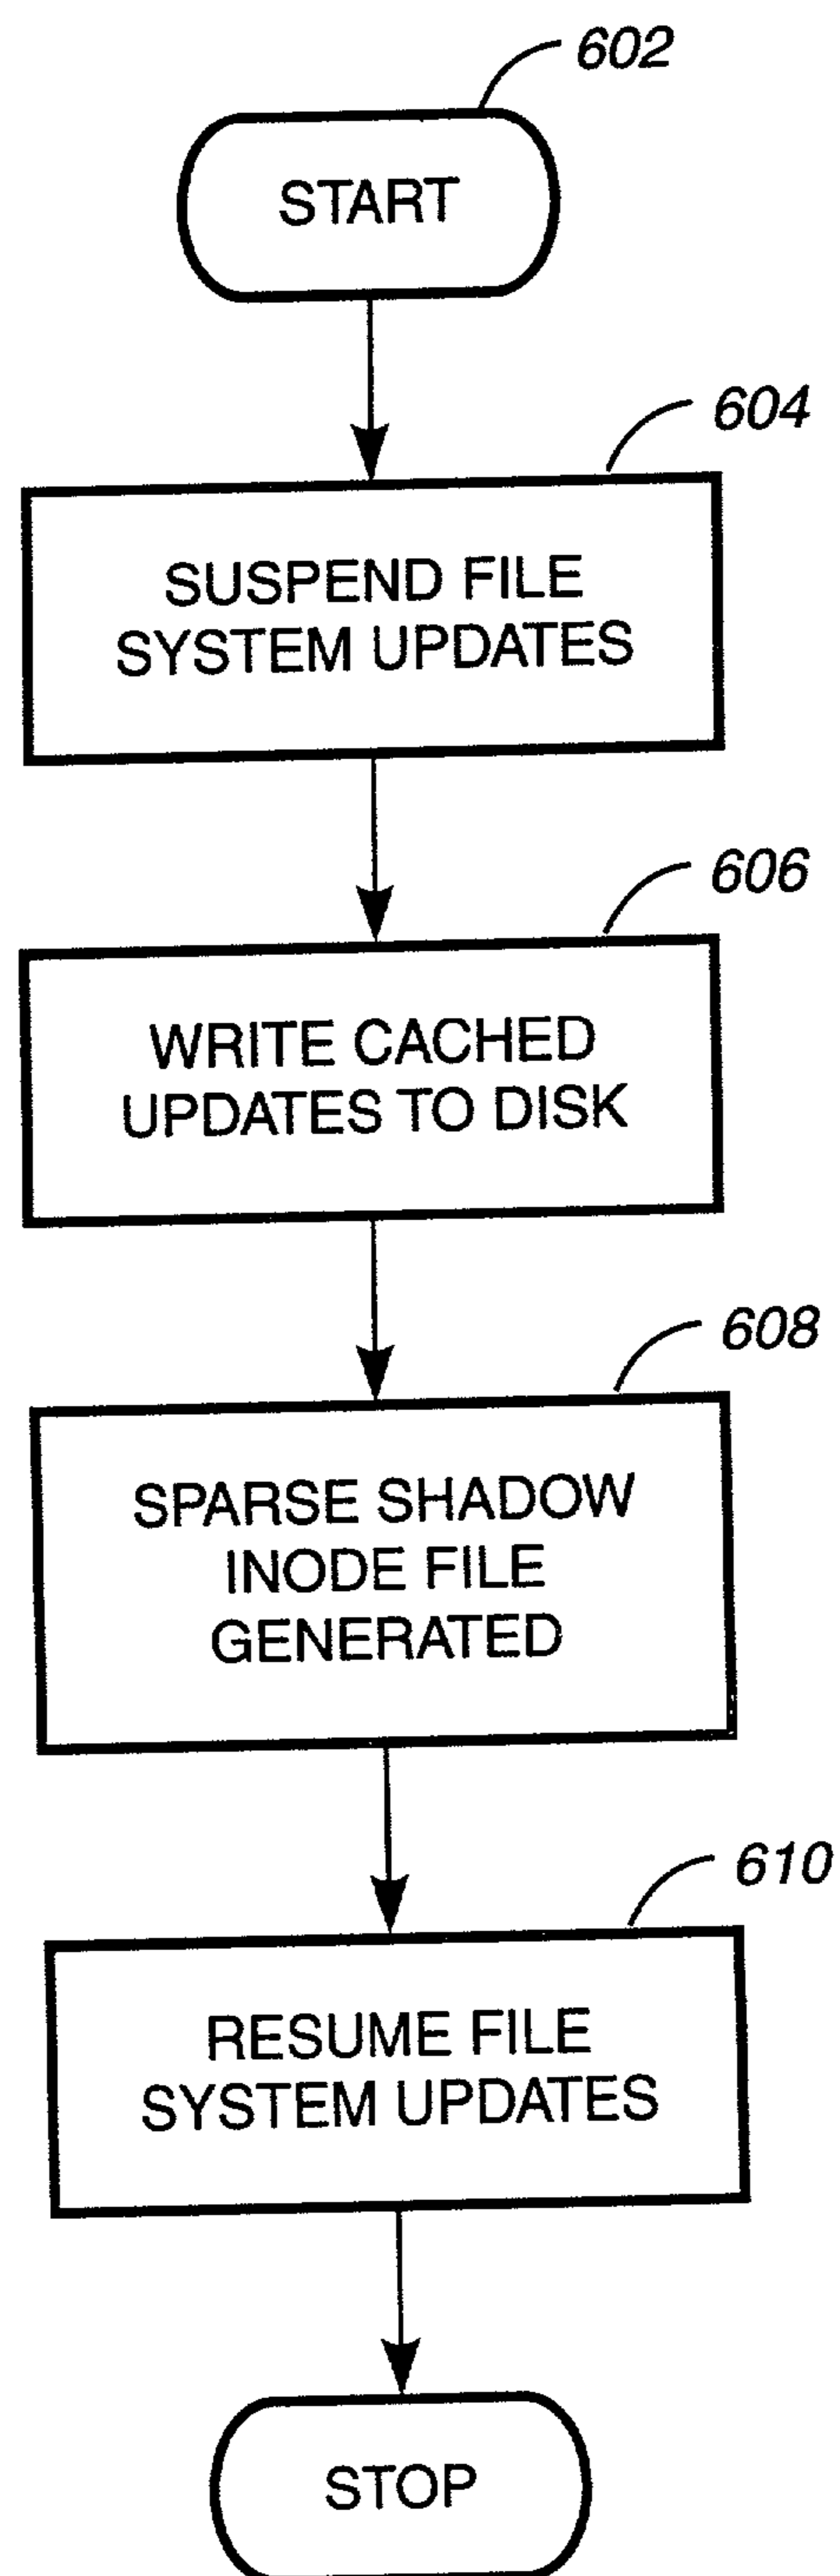 602
START
604
SUSPEND FILE
SYSTEM UPDATES
606
WRITE CACHED
UPDATES TO DISK
608
SPARSE SHADOW
INODE FILE
GENERATED
610
RESUME FILE
SYSTEM UPDATES
STOP